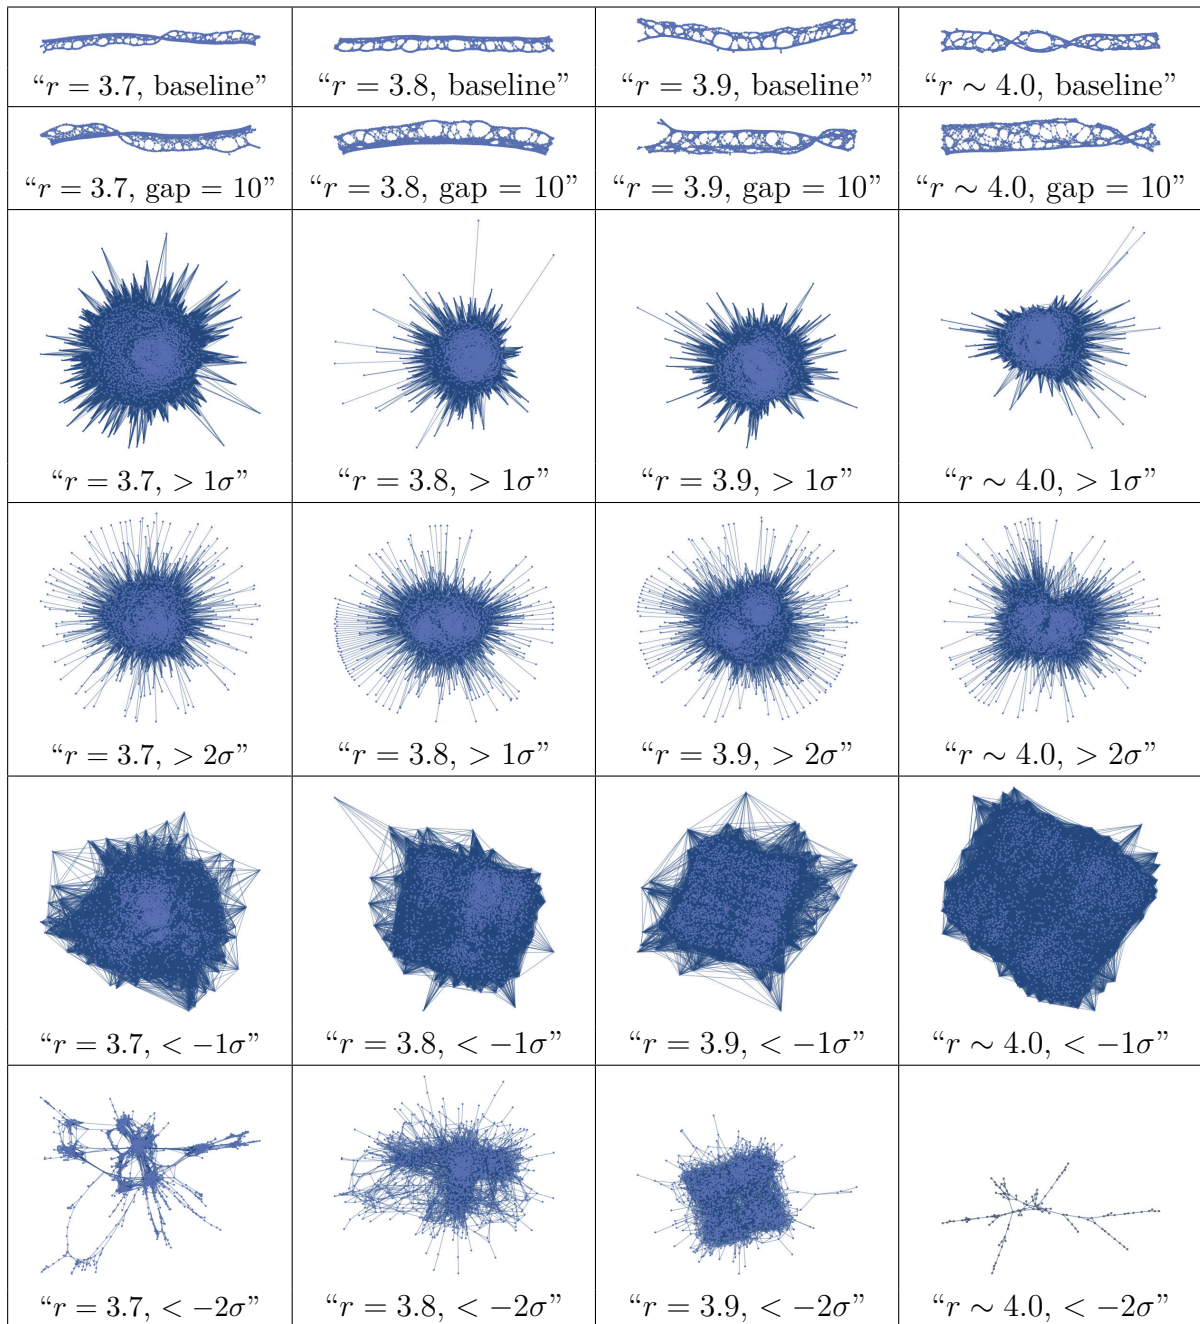 “r = 3.7, baseline” “r = 3.8, baseline” “r = 3.9, baseline” “r ∼ 4.0, baseline”
“r = 3.7, gap = 10” “r = 3.8, gap = 10” “r = 3.9, gap = 10” “r ∼ 4.0, gap = 10”
“r = 3.7, > 1σ” “r = 3.8, > 1σ” “r = 3.9, > 1σ” “r ∼ 4.0, > 1σ”
“r = 3.7, > 2σ” “r = 3.8, > 1σ” “r = 3.9, > 2σ” “r ∼ 4.0, > 2σ”
“r = 3.7, < −1σ” “r = 3.8, < −1σ” “r = 3.9, < −1σ” “r ∼ 4.0, < −1σ”
“r = 3.7, < −2σ” “r = 3.8, < −2σ” “r = 3.9, < −2σ” “r ∼ 4.0, < −2σ”